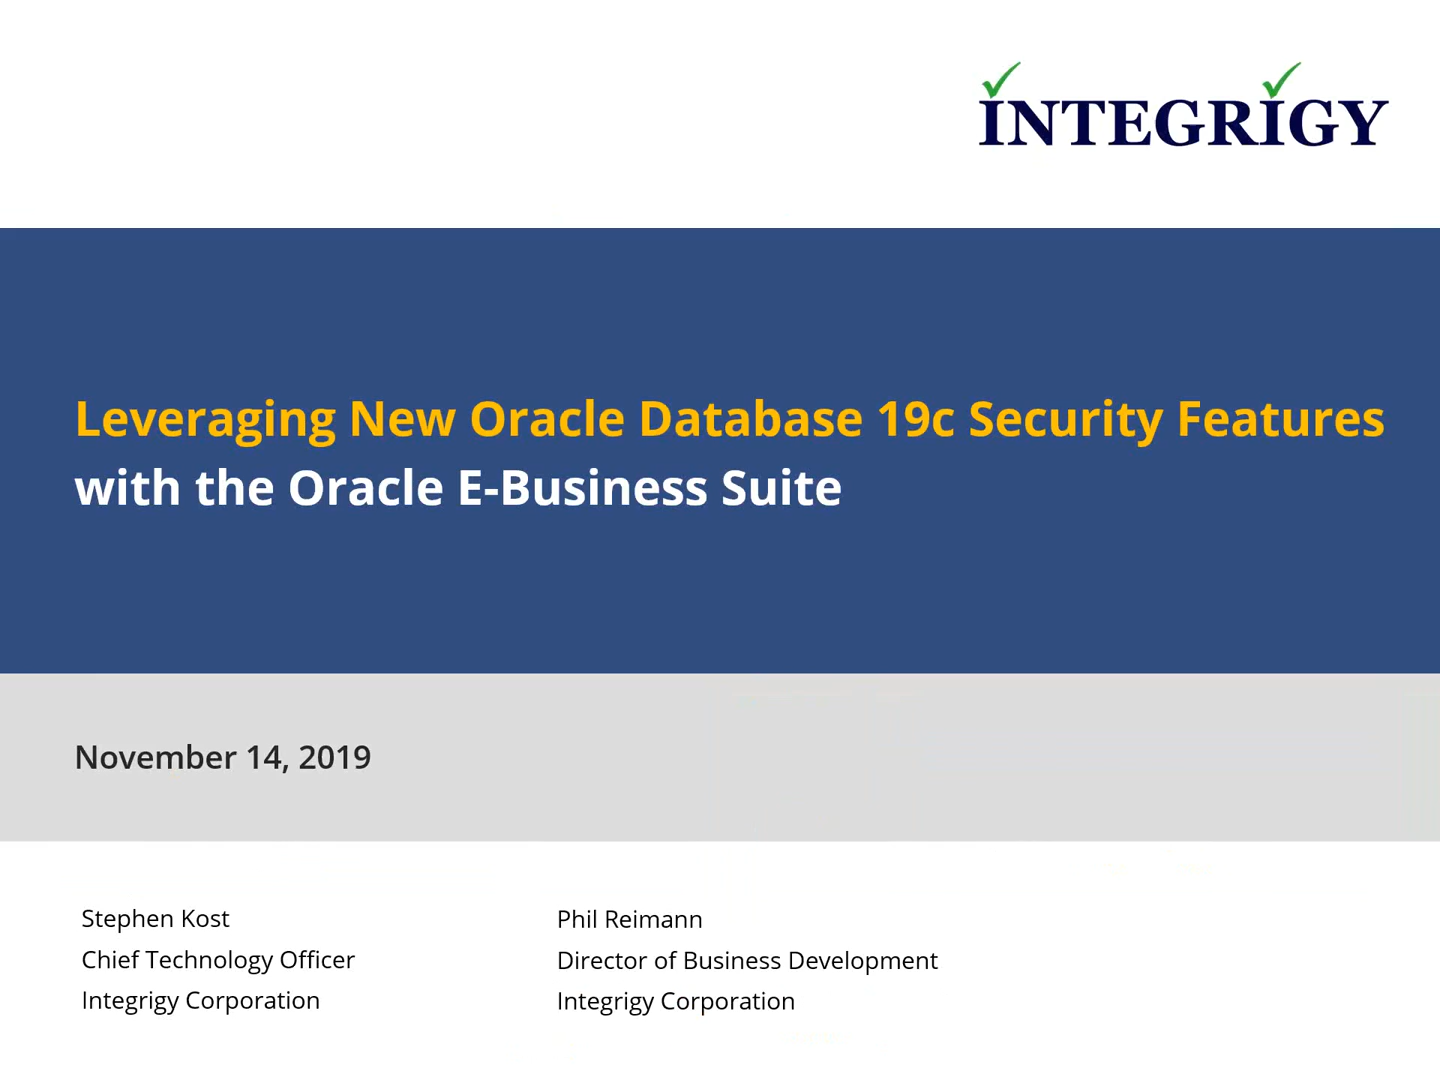 INTEGRIGY
Leveraging New Oracle Database 19c Security Features
with the Oracle E-Business Suite
November 14, 2019
Stephen Kost
Chief Technology Officer
Integrigy Corporation
Phil Reimann
Director of Business Development
Integrigy Corporation